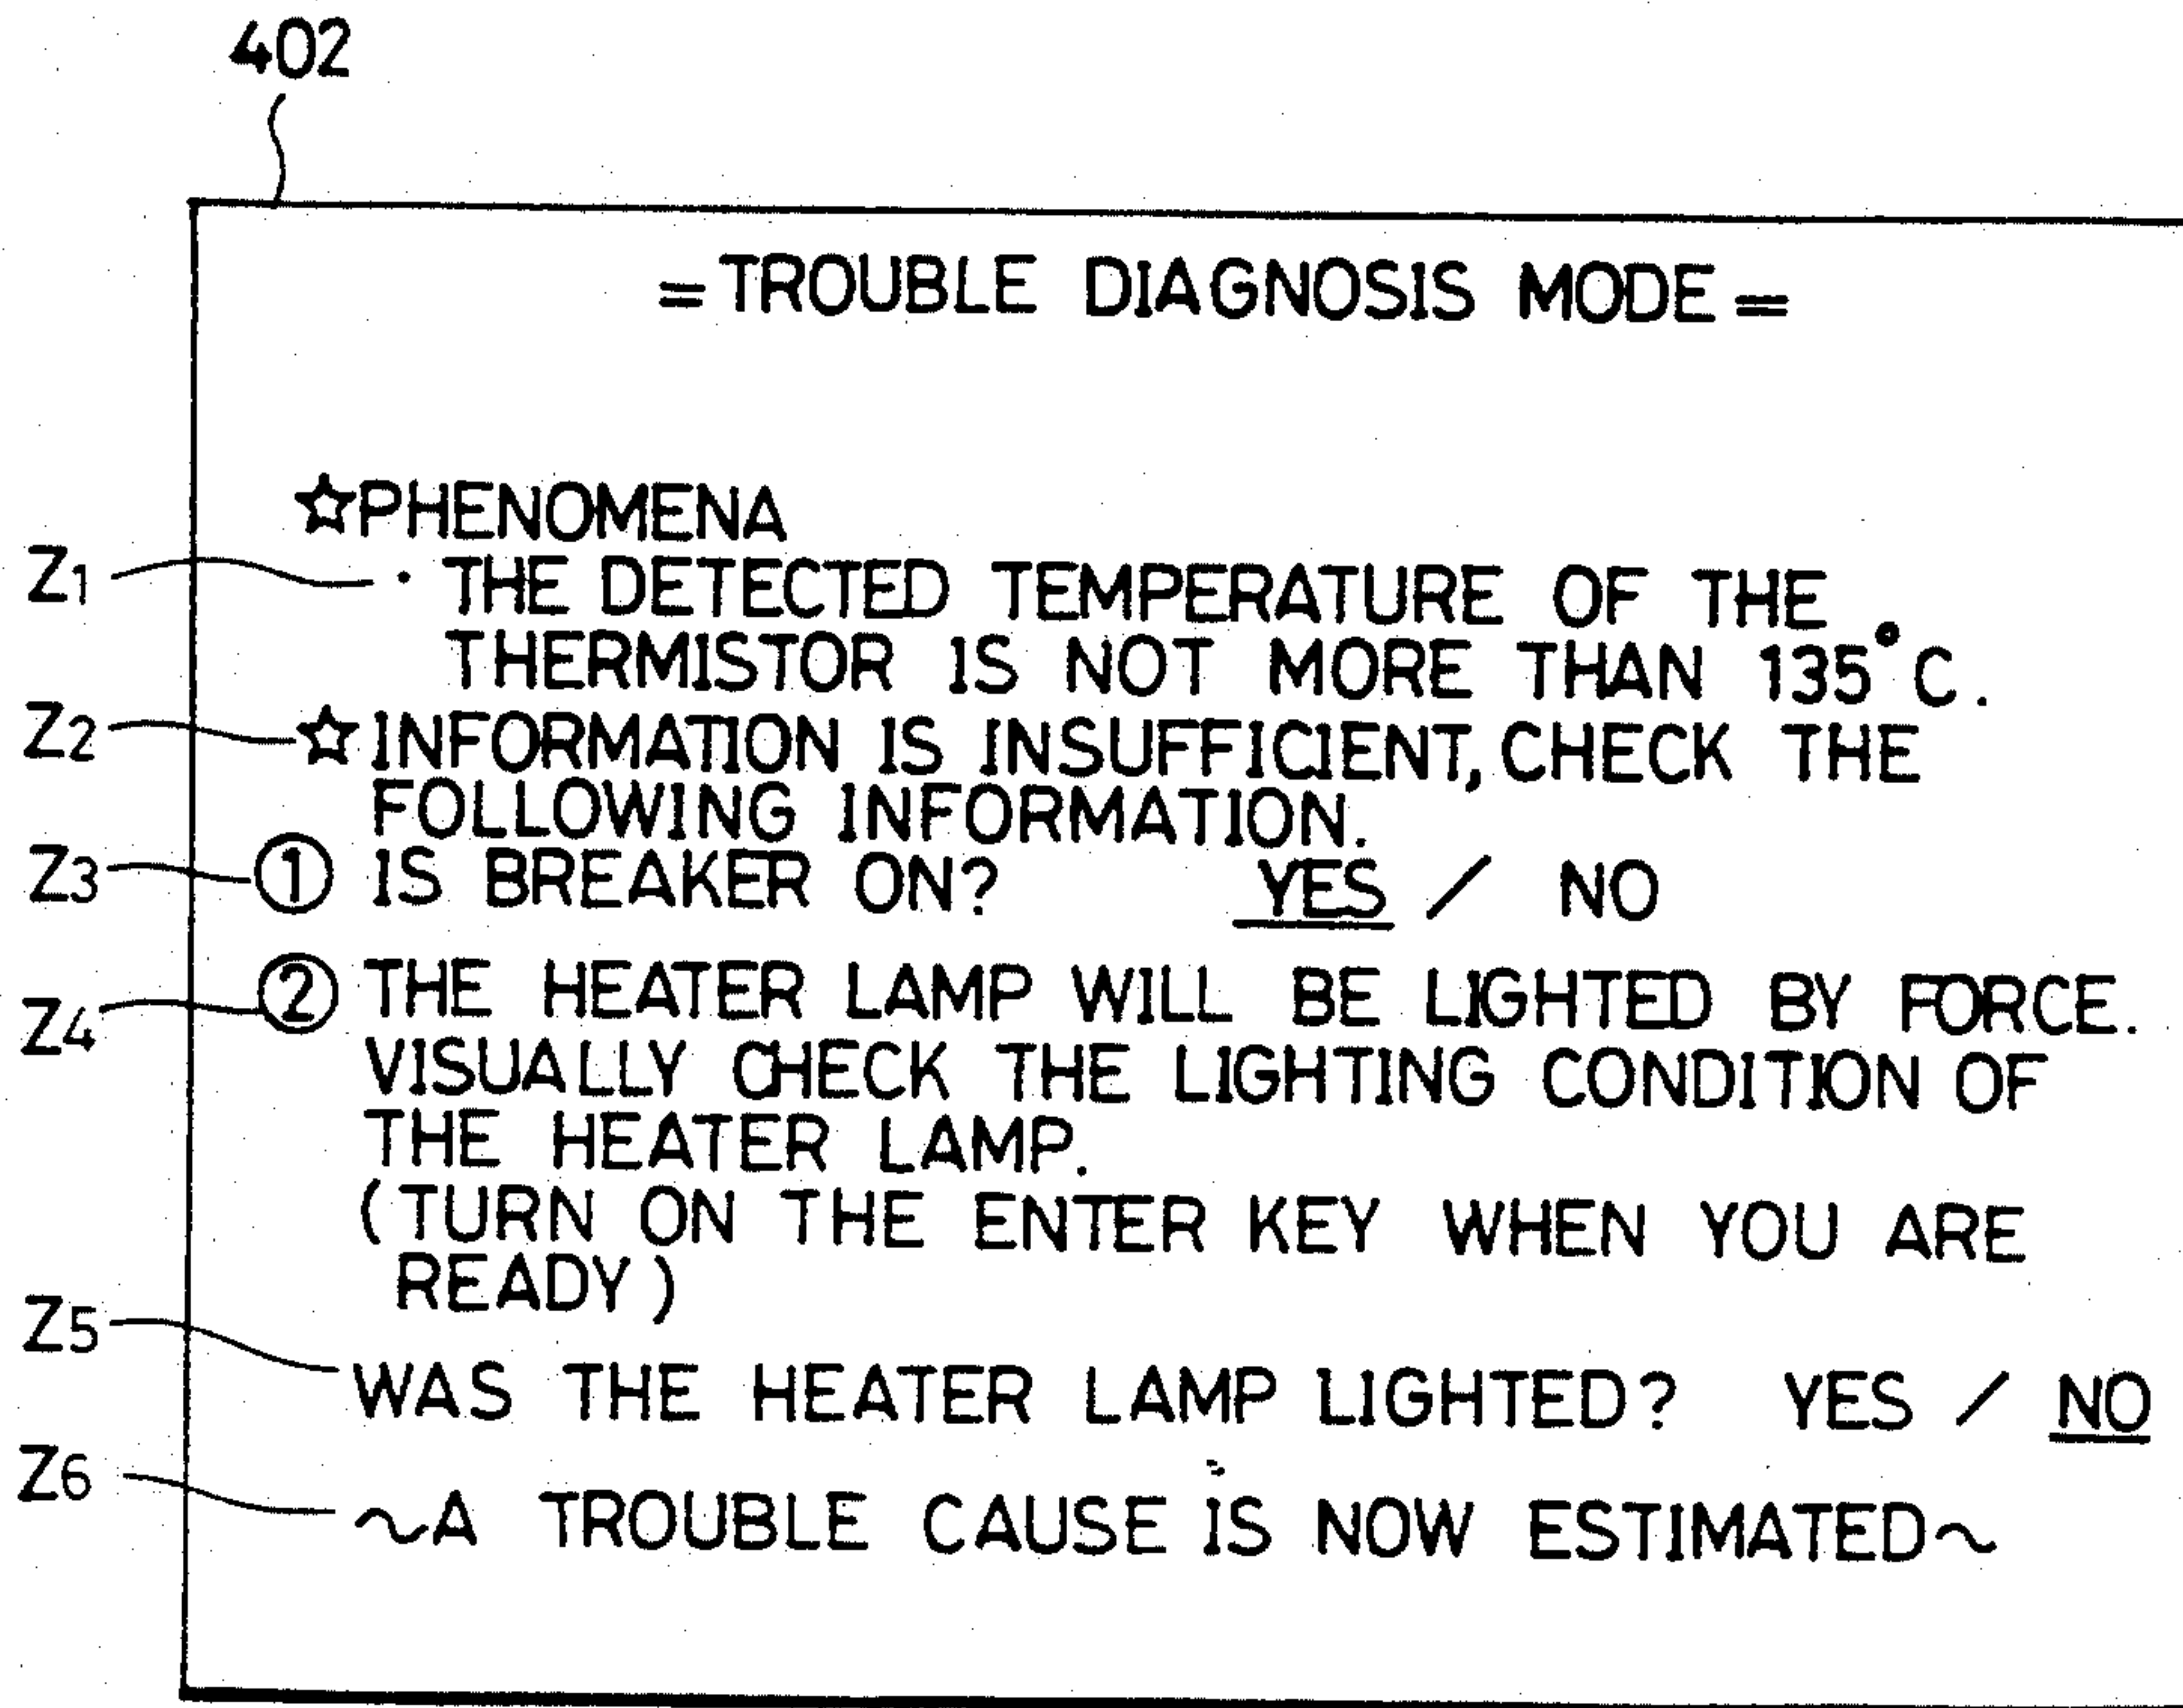 402
=TROUBLE DIAGNOSIS MODE=
☆PHENOMENA
Z1 · THE DETECTED TEMPERATURE OF THE
THERMISTOR IS NOT MORE THAN 135°C.
Z2 ☆INFORMATION IS INSUFFICIENT, CHECK THE
FOLLOWING INFORMATION.
Z3 ① IS BREAKER ON? YES / NO
Z4 ② THE HEATER LAMP WILL BE LIGHTED BY FORCE.
VISUALLY CHECK THE LIGHTING CONDITION OF
THE HEATER LAMP.
(TURN ON THE ENTER KEY WHEN YOU ARE
READY)
Z5 WAS THE HEATER LAMP LIGHTED? YES / NO
Z6 ~A TROUBLE CAUSE IS NOW ESTIMATED~